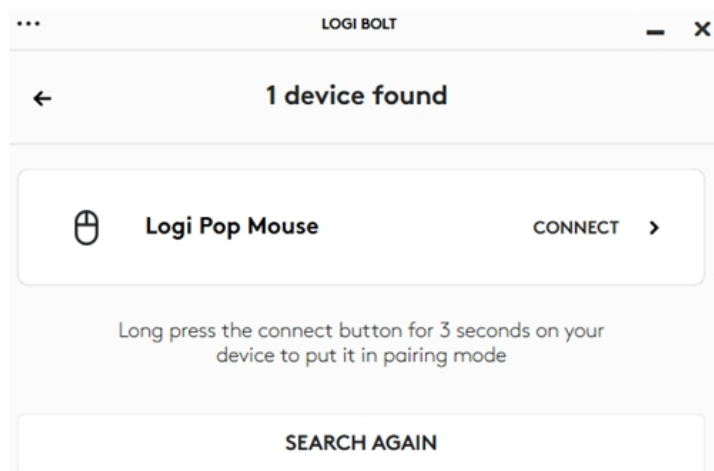 LOGI BOLT
1 device found
Logi Pop Mouse CONNECT
Long press the connect button for 3 seconds on your
device to put it in pairing mode
SEARCH AGAIN